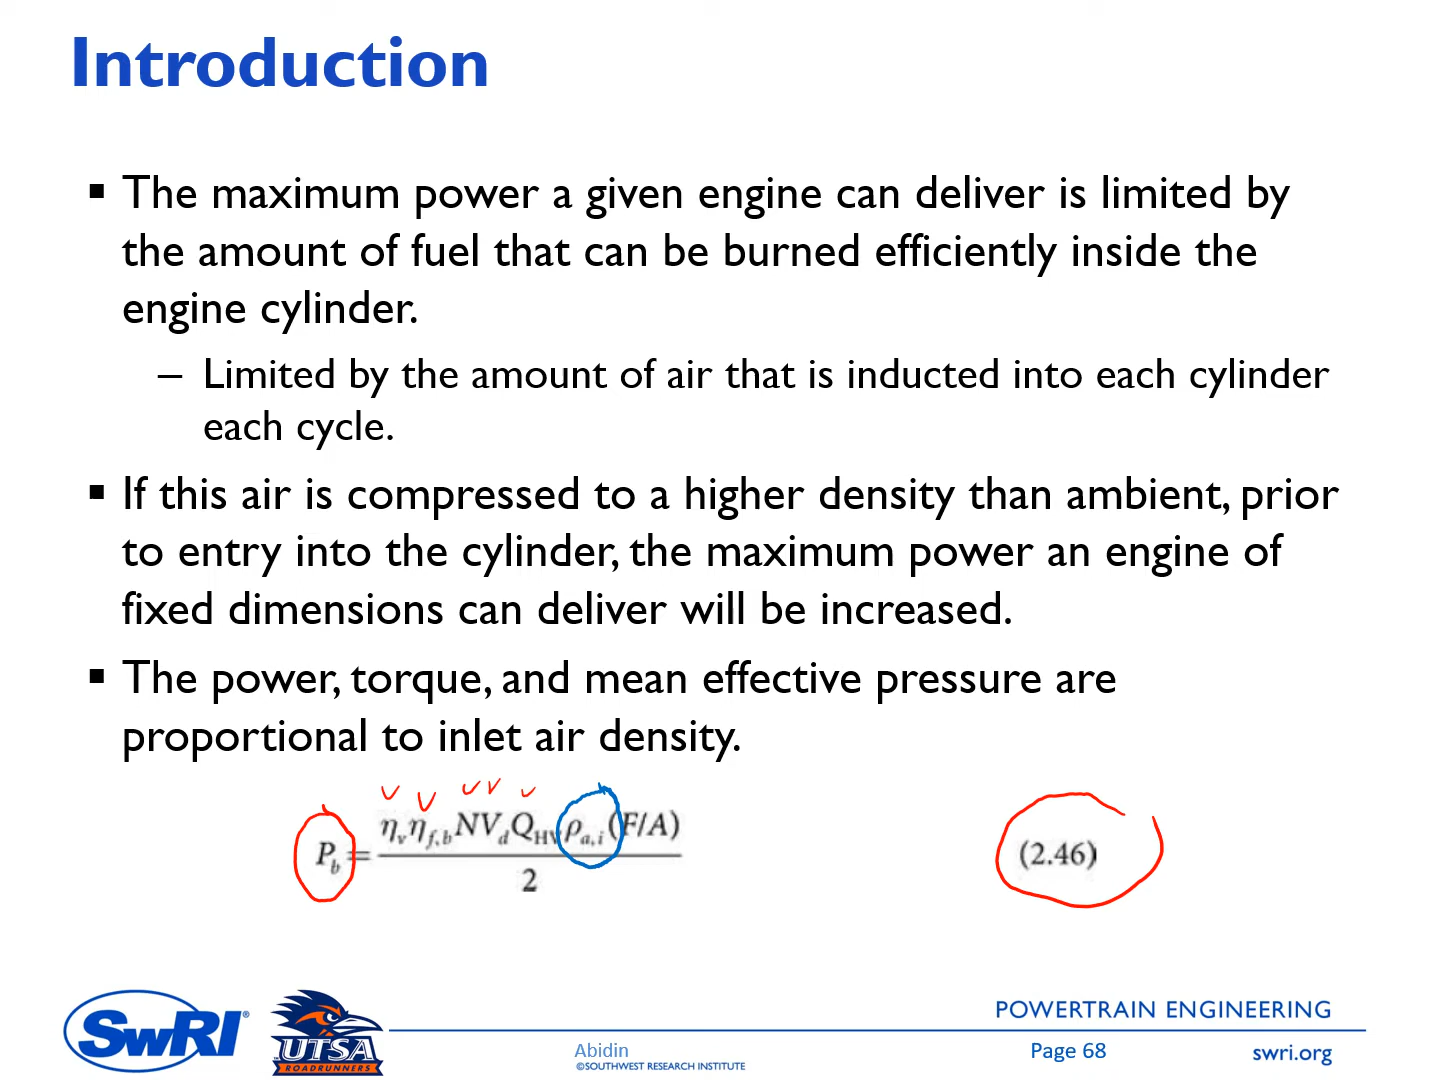 Introduction
▪ The maximum power a given engine can deliver is limited by
the amount of fuel that can be burned efficiently inside the
engine cylinder.
– Limited by the amount of air that is inducted into each cylinder
each cycle.
▪ If this air is compressed to a higher density than ambient, prior
to entry into the cylinder, the maximum power an engine of
fixed dimensions can deliver will be increased.
▪ The power, torque, and mean effective pressure are
proportional to inlet air density.
P_b = η_v η_{f,b} N V_d Q_HV ρ_{a,i} (F/A) / 2 (2.46)
SwRI®
UTSA
ROADRUNNERS
Abidin
©SOUTHWEST RESEARCH INSTITUTE
POWERTRAIN ENGINEERING
Page 68
swri.org